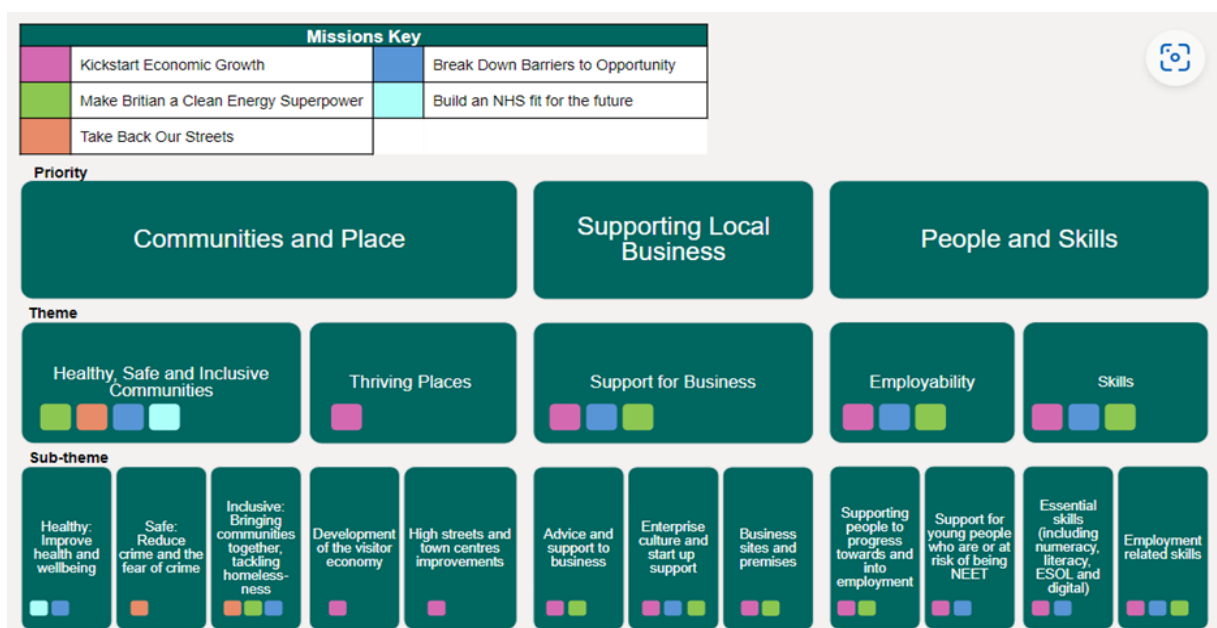 Missions Key
Kickstart Economic Growth
Break Down Barriers to Opportunity
Make Britian a Clean Energy Superpower
Build an NHS fit for the future
Take Back Our Streets
Priority
Communities and Place
Supporting Local
Business
People and Skills
Theme
Healthy, Safe and Inclusive
Communities
Thriving Places
Support for Business
Employability
Skills
Sub-theme
Healthy:
Improve
health and
wellbeing
Safe:
Reduce
crime and the
fear of crime
Inclusive:
Bringing
communities
together,
tackling
homeless-
ness
Development
of the visitor
economy
High streets and
town centres
improvements
Advice and
support to
business
Enterprise
culture and
start up
support
Business
sites and
premises
Supporting
people to
progress
towards and
into
employment
Support for
young people
who are or at
risk of being
NEET
Essential
skills
(including
numeracy,
literacy,
ESOL and
digital)
Employment
related skills